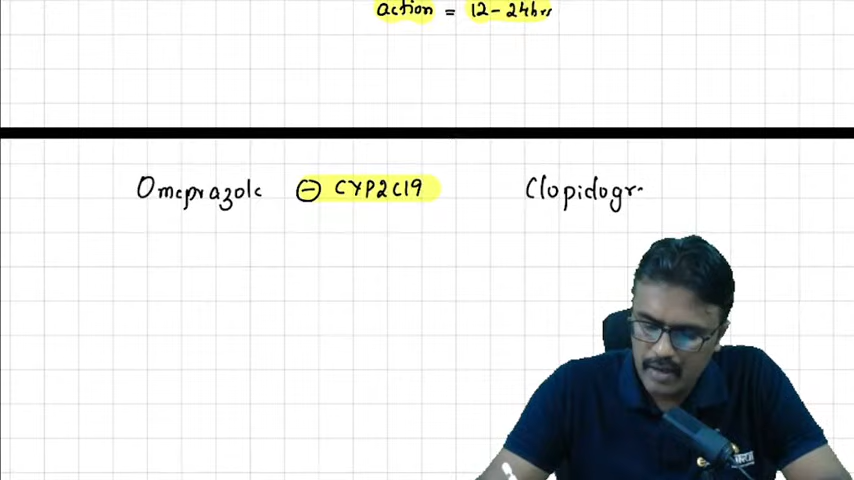 action = 12-24hrs
Omeprazole ⊖ CYP2C19 Clopidogr